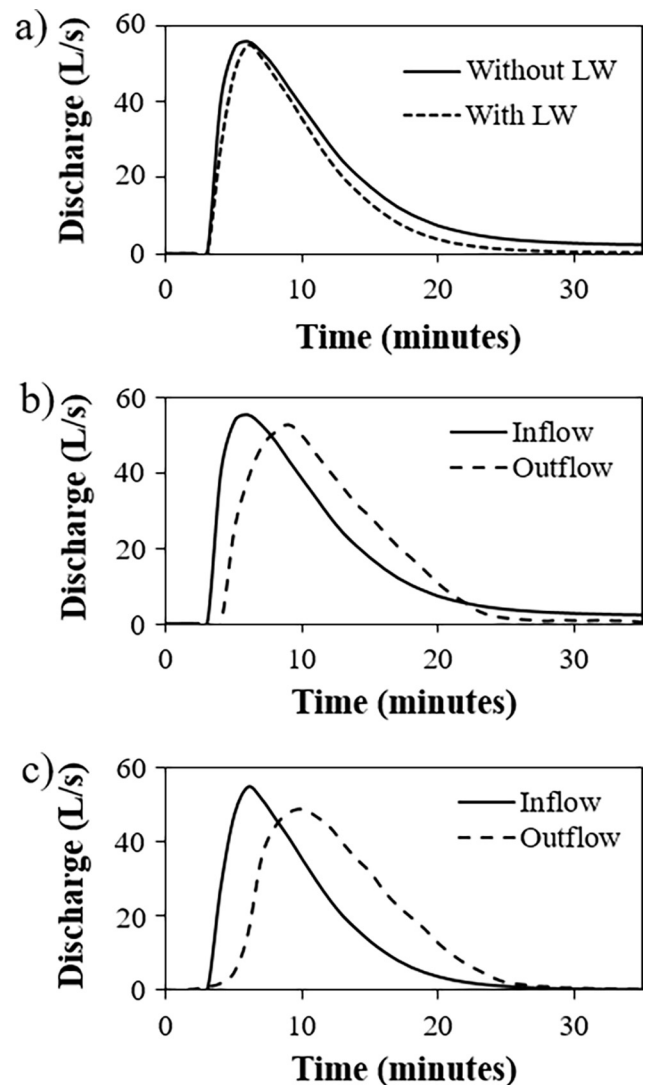 a)
Discharge (L/s)
60
40
20
0
Without LW
With LW
0 10 20 30
Time (minutes)
b)
Discharge (L/s)
60
40
20
0
Inflow
Outflow
0 10 20 30
Time (minutes)
c)
Discharge (L/s)
60
40
20
0
Inflow
Outflow
0 10 20 30
Time (minutes)